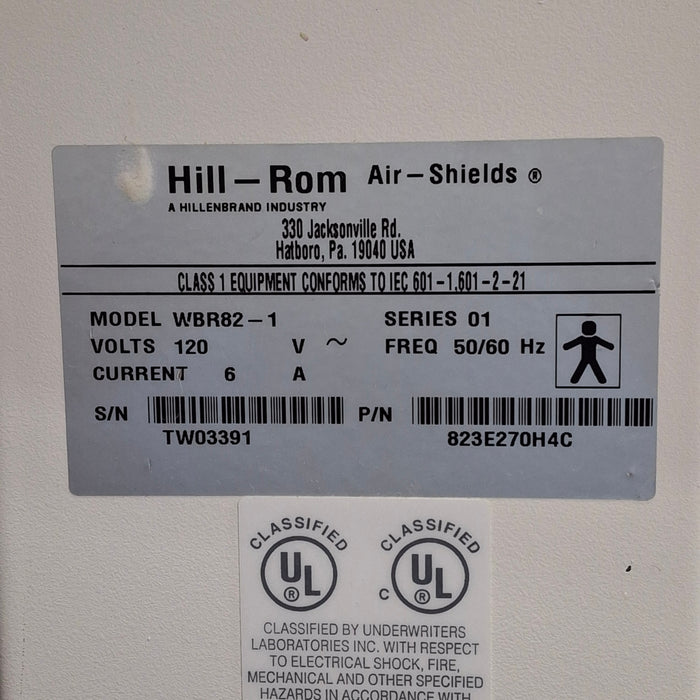 Hill-Rom Air-Shields ®
A HILLENBRAND INDUSTRY
330 Jacksonville Rd.
Hatboro, Pa. 19040 USA
CLASS 1 EQUIPMENT CONFORMS TO IEC 601-1,601-2-21
MODEL WBR82-1 SERIES 01
VOLTS 120 V ~ FREQ 50/60 Hz
CURRENT 6 A
S/N P/N
TW03391 823E270H4C
CLASSIFIED CLASSIFIED
UL ® C UL ®
CLASSIFIED BY UNDERWRITERS
LABORATORIES INC. WITH RESPECT
TO ELECTRICAL SHOCK, FIRE,
MECHANICAL AND OTHER SPECIFIED
HAZARDS IN ACCORDANCE WITH